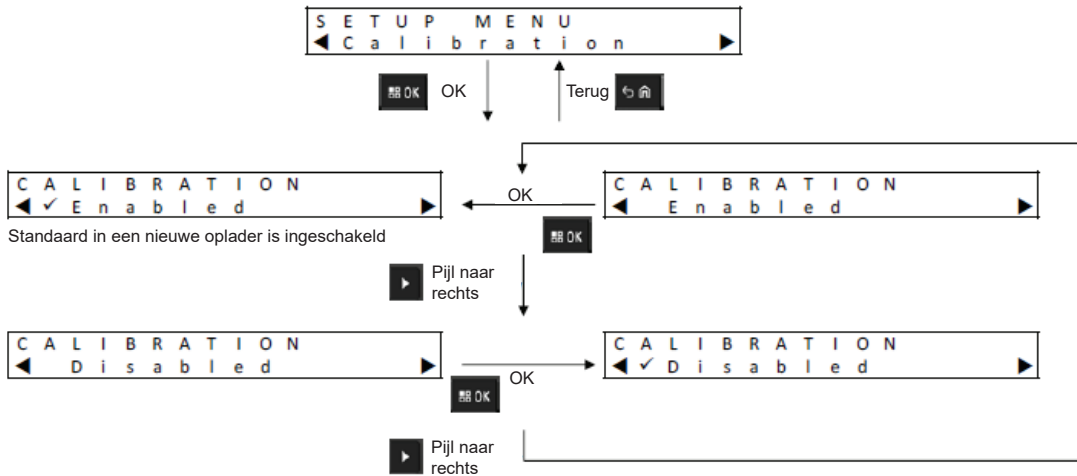 SETUP MENU
◀ Calibration ▶
OK OK Terug
CALIBRATION CALIBRATION
◀ ✓ Enabled ▶ OK ◀ Enabled ▶
Standaard in een nieuwe oplader is ingeschakeld OK
Pijl naar
rechts
CALIBRATION CALIBRATION
◀ Disabled ▶ ◀ ✓ Disabled ▶
OK
OK
Pijl naar
rechts